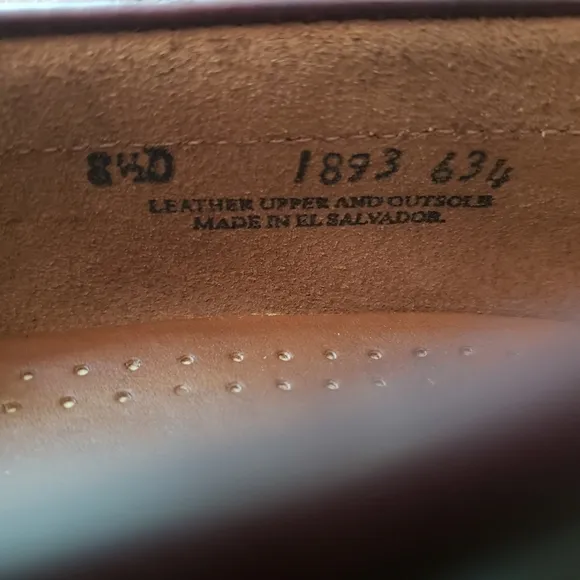 8½D 1893 634
LEATHER UPPER AND OUTSOLE
MADE IN EL SALVADOR.